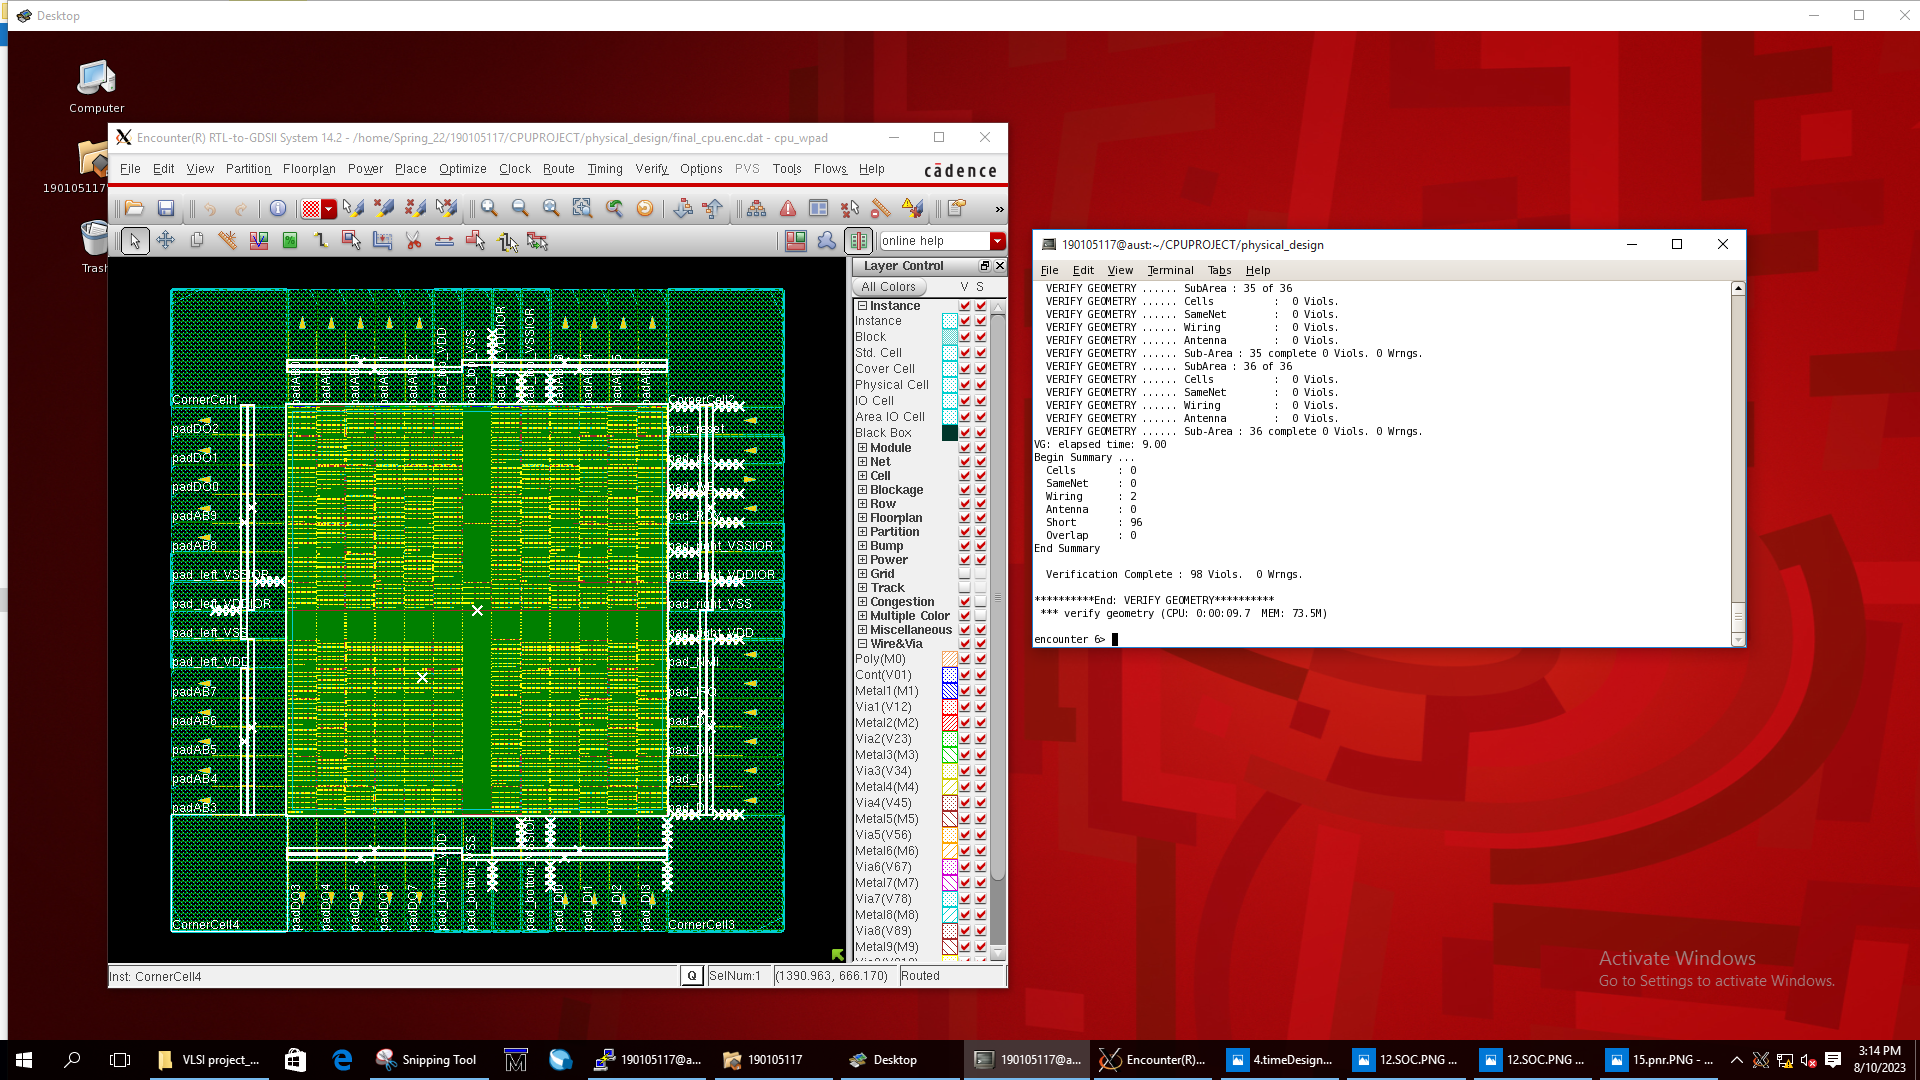 Desktop
Computer
190105117
Trash
Encounter(R) RTL-to-GDSII System 14.2 - /home/Spring_22/190105117/CPUPROJECT/physical_design/final_cpu.enc.dat - cpu_wpad
File Edit View Partition Floorplan Power Place Optimize Clock Route Timing Verify Options PVS Tools Flows Help
cādence
online help
Layer Control
All Colors V S
Instance
Instance
Block
Std. Cell
Cover Cell
Physical Cell
IO Cell
Area IO Cell
Black Box
Module
Net
Cell
Blockage
Row
Floorplan
Partition
Bump
Power
Grid
Track
Congestion
Multiple Color
Miscellaneous
Wire&Via
Poly(M0)
Cont(V01)
Metal1(M1)
Via1(V12)
Metal2(M2)
Via2(V23)
Metal3(M3)
Via3(V34)
Metal4(M4)
Via4(V45)
Metal5(M5)
Via5(V56)
Metal6(M6)
Via6(V67)
Metal7(M7)
Via7(V78)
Metal8(M8)
Via8(V89)
Metal9(M9)
CornerCell1
padDO2
padDO1
padDO0
padAB9
padAB8
pad_left_VSSIOR
pad_left_VDDIOR
pad_left_VSS
pad_left_VDD
padAB7
padAB6
padAB5
padAB4
padAB3
CornerCell4
CornerCell2
pad_reset
pad_right_VSSIOR
pad_right_VDDIOR
pad_right_VSS
pad_right_VDD
pad_NMI
pad_IRQ
CornerCell3
padDO3
padDO4
padDO5
padDO6
padDO7
pad_bottom_VDD
pad_bottom_VSS
pad_DI0
pad_DI1
pad_DI2
pad_DI3
Inst: CornerCell4
Q
SelNum:1
(1390.963, 666.170)
Routed
190105117@aust:~/CPUPROJECT/physical_design
File Edit View Terminal Tabs Help
VERIFY GEOMETRY ...... SubArea : 35 of 36
VERIFY GEOMETRY ...... Cells : 0 Viols.
VERIFY GEOMETRY ...... SameNet : 0 Viols.
VERIFY GEOMETRY ...... Wiring : 0 Viols.
VERIFY GEOMETRY ...... Antenna : 0 Viols.
VERIFY GEOMETRY ...... Sub-Area : 35 complete 0 Viols. 0 Wrngs.
VERIFY GEOMETRY ...... SubArea : 36 of 36
VERIFY GEOMETRY ...... Cells : 0 Viols.
VERIFY GEOMETRY ...... SameNet : 0 Viols.
VERIFY GEOMETRY ...... Wiring : 0 Viols.
VERIFY GEOMETRY ...... Antenna : 0 Viols.
VERIFY GEOMETRY ...... Sub-Area : 36 complete 0 Viols. 0 Wrngs.
VG: elapsed time: 9.00
Begin Summary ...
Cells : 0
SameNet : 0
Wiring : 2
Antenna : 0
Short : 96
Overlap : 0
End Summary
Verification Complete : 98 Viols. 0 Wrngs.
**********End: VERIFY GEOMETRY**********
*** verify geometry (CPU: 0:00:09.7 MEM: 73.5M)
encounter 6>
Activate Windows
Go to Settings to activate Windows.
VLSI project_...
Snipping Tool
190105117@a...
190105117
Desktop
190105117@a...
Encounter(R)...
4.timeDesign...
12.SOC.PNG ...
12.SOC.PNG ...
15.pnr.PNG - ...
3:14 PM
8/10/2023